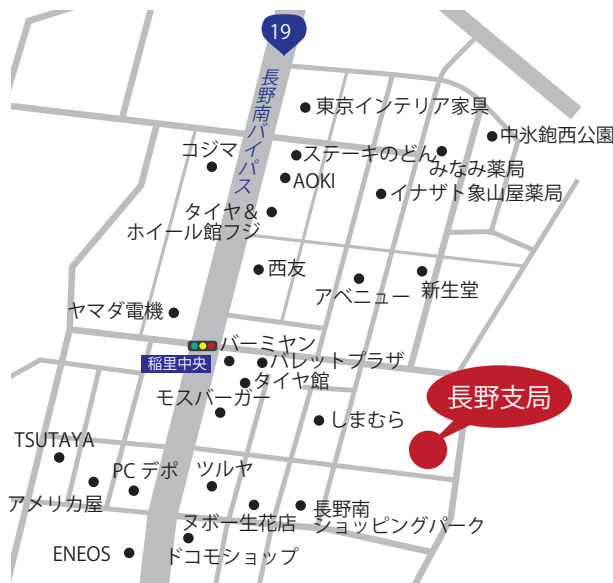 19
長野南バイパス
東京インテリア家具
中氷鉋西公園
コジマ
ステーキのどん
みなみ薬局
AOKI
イナザト象山屋薬局
タイヤ＆
ホイール館フジ
西友
アベニュー
新生堂
ヤマダ電機
バーミヤン
稲里中央
バレットプラザ
タイヤ館
モスバーガー
長野支局
しまむら
TSUTAYA
PC デポ
ツルヤ
アメリカ屋
ヌボー生花店
長野南
ショッピングパーク
ENEOS
ドコモショップ